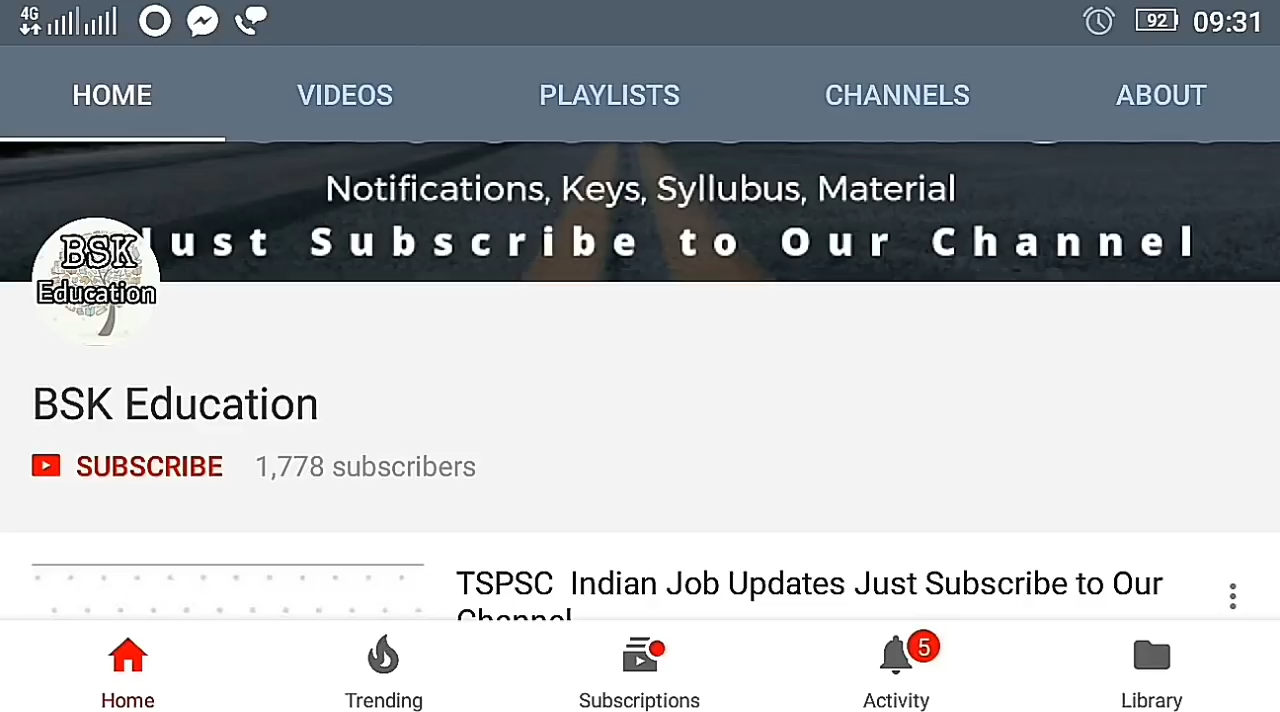 4G 92 09:31
HOME VIDEOS PLAYLISTS CHANNELS ABOUT
Notifications, Keys, Syllubus, Material
Just Subscribe to Our Channel
BSK
Education
BSK Education
SUBSCRIBE 1,778 subscribers
TSPSC Indian Job Updates Just Subscribe to Our
Channel
5
Home Trending Subscriptions Activity Library